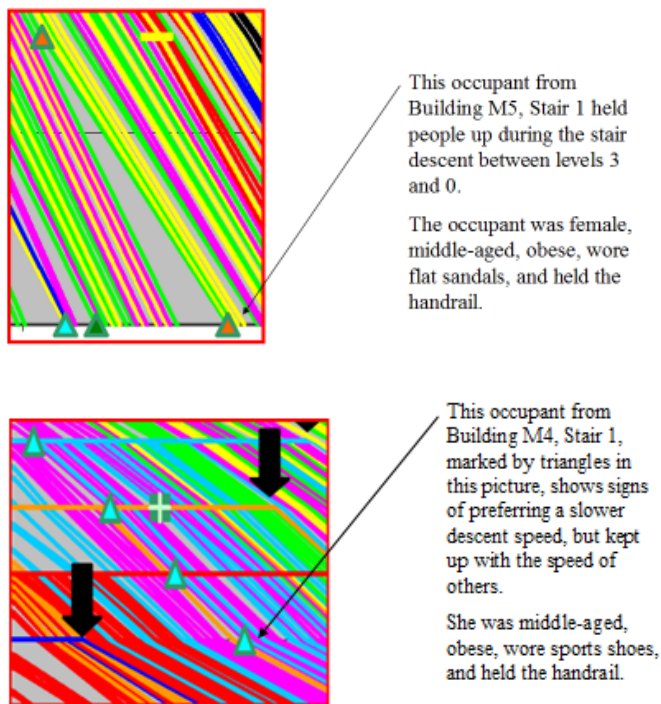 This occupant from
Building M5, Stair 1 held
people up during the stair
descent between levels 3
and 0.
The occupant was female,
middle-aged, obese, wore
flat sandals, and held the
handrail.
This occupant from
Building M4, Stair 1,
marked by triangles in
this picture, shows signs
of preferring a slower
descent speed, but kept
up with the speed of
others.
She was middle-aged,
obese, wore sports shoes,
and held the handrail.